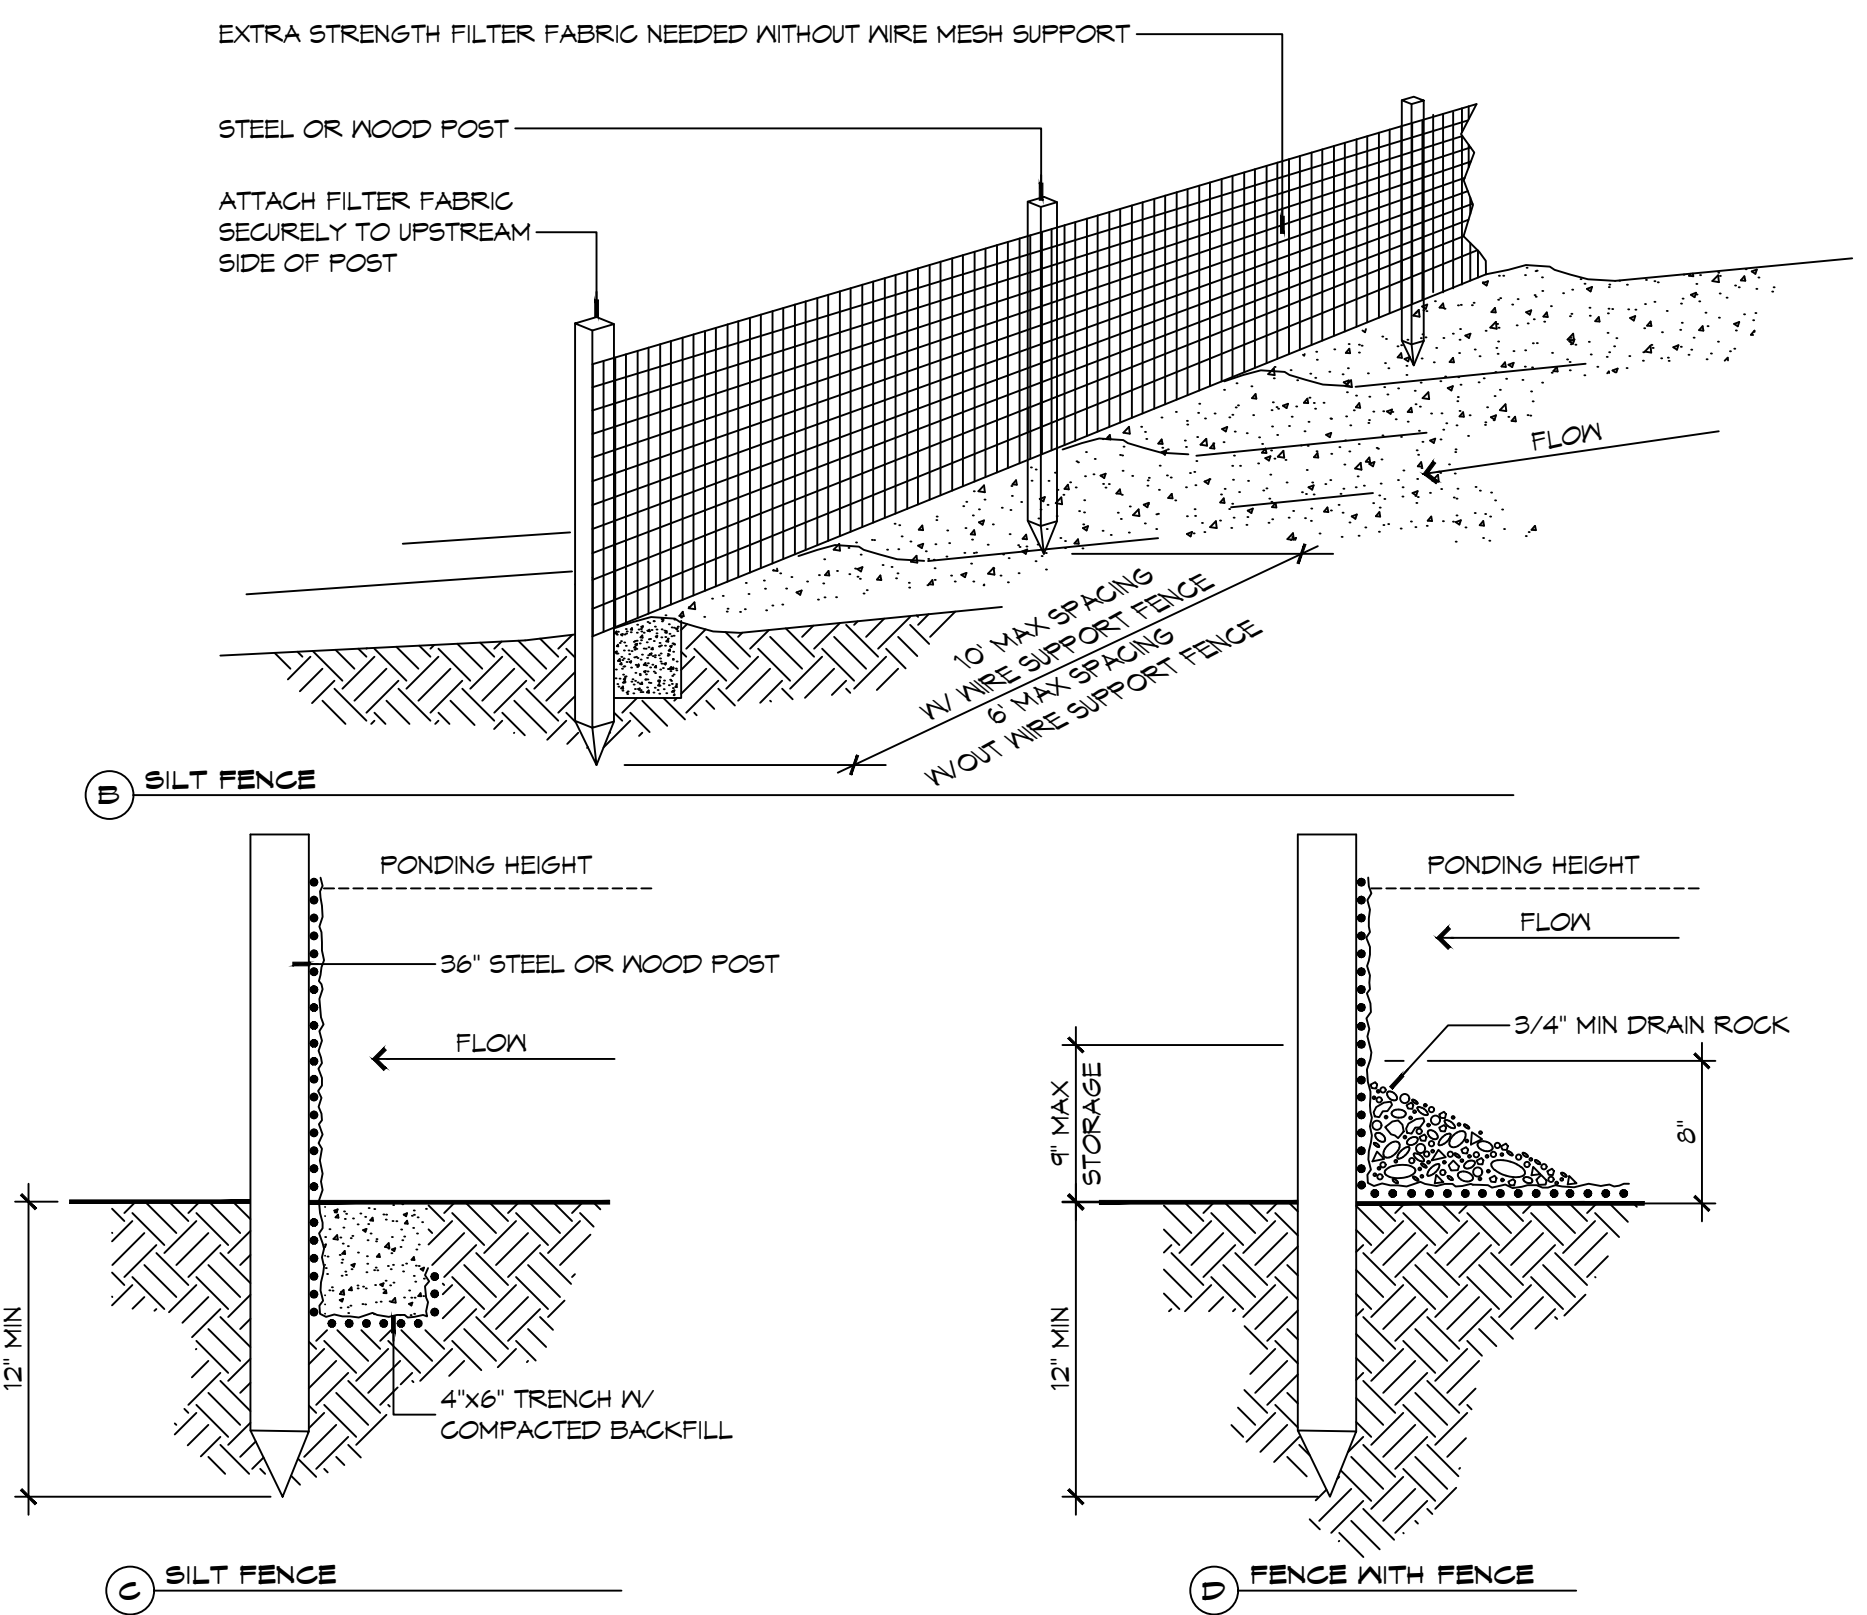 EXTRA STRENGTH FILTER FABRIC NEEDED WITHOUT WIRE MESH SUPPORT
STEEL OR WOOD POST
ATTACH FILTER FABRIC
SECURELY TO UPSTREAM
SIDE OF POST
FLOW
10' MAX SPACING
W/ WIRE SUPPORT FENCE
6' MAX SPACING
W/OUT WIRE SUPPORT FENCE
B SILT FENCE
PONDING HEIGHT
36" STEEL OR WOOD POST
FLOW
12" MIN
4"x6" TRENCH W/
COMPACTED BACKFILL
C SILT FENCE
PONDING HEIGHT
FLOW
3/4" MIN DRAIN ROCK
9" MAX
STORAGE
8"
12" MIN
D FENCE WITH FENCE